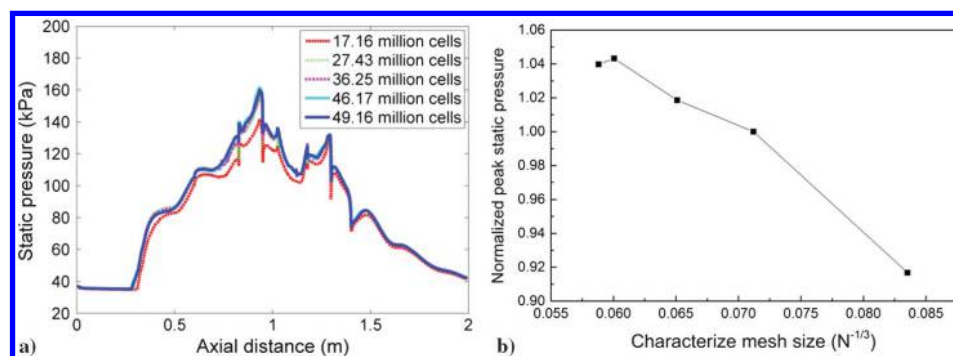 200
180
160
140
120
100
80
60
40
20
Static pressure (kPa)
17.16 million cells
27.43 million cells
36.25 million cells
46.17 million cells
49.16 million cells
0 0.5 1 1.5 2
a) Axial distance (m)
1.06
1.04
1.02
1.00
0.98
0.96
0.94
0.92
0.90
Normalized peak static pressure
0.055 0.060 0.065 0.070 0.075 0.080 0.085
b) Characterize mesh size (N^-1/3)